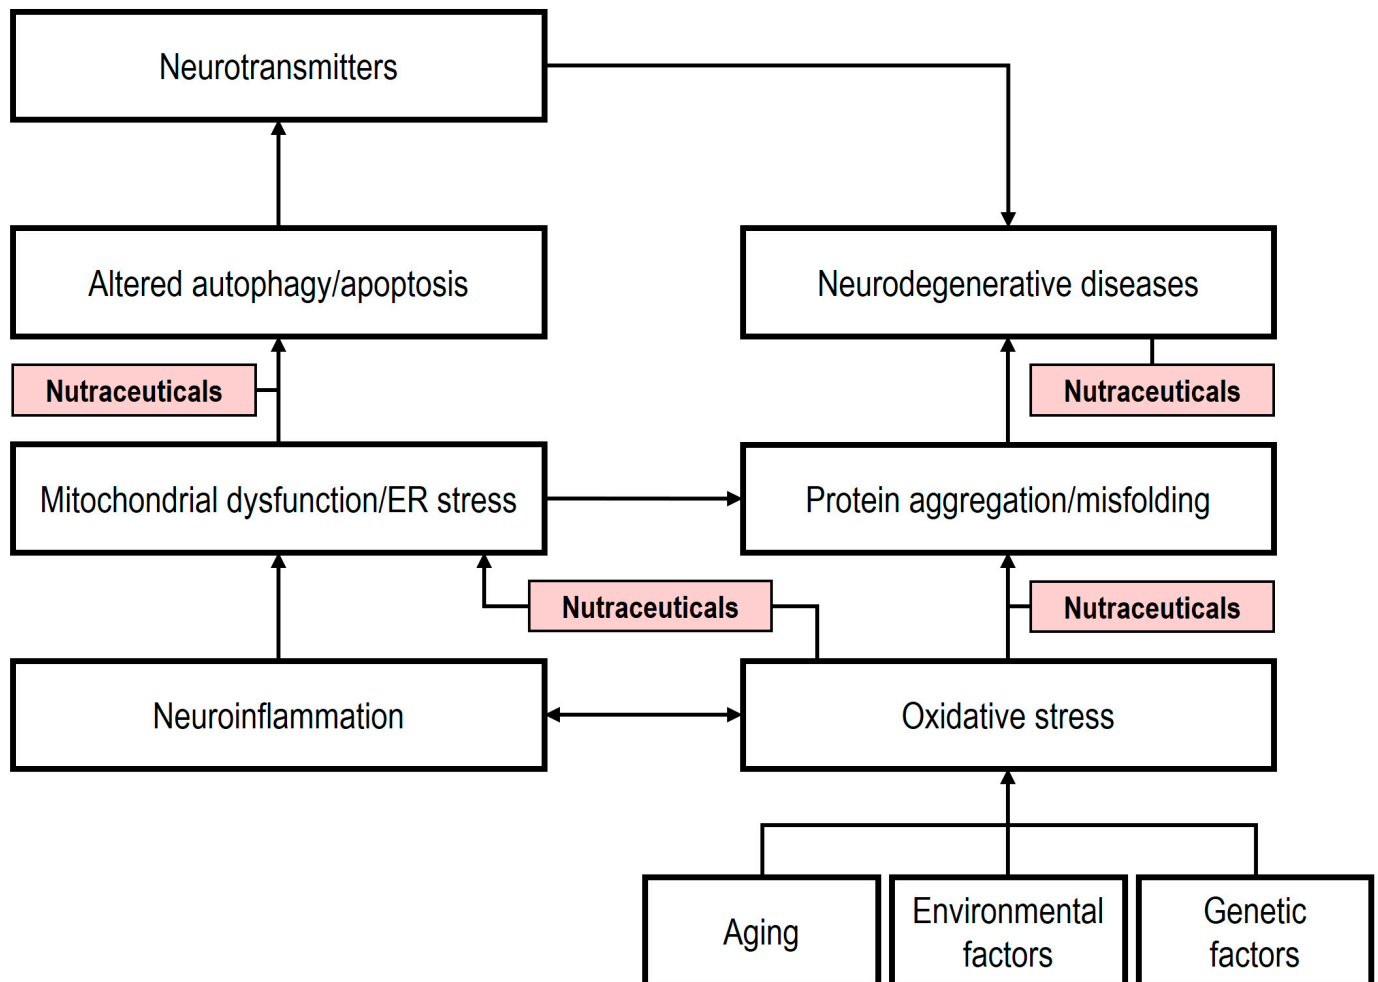 Neurotransmitters
Altered autophagy/apoptosis
Neurodegenerative diseases
Nutraceuticals
Nutraceuticals
Mitochondrial dysfunction/ER stress
Protein aggregation/misfolding
Nutraceuticals
Nutraceuticals
Neuroinflammation
Oxidative stress
Aging
Environmental
factors
Genetic
factors